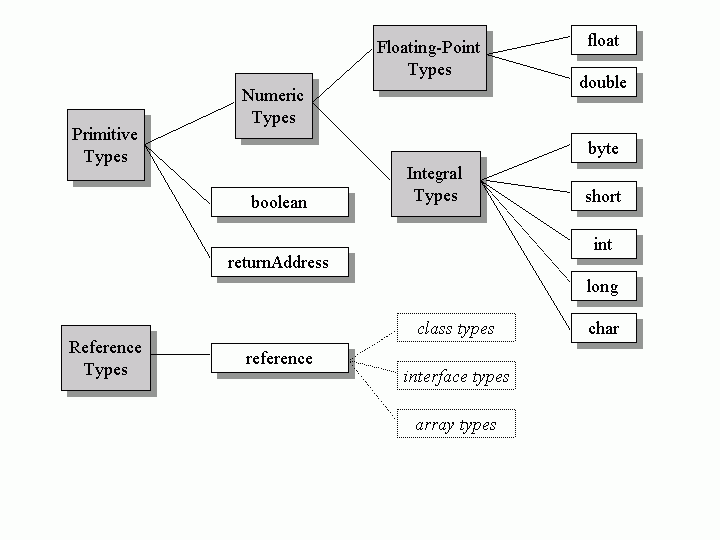 Primitive
Types
Numeric
Types
boolean
returnAddress
Floating-Point
Types
float
double
Integral
Types
byte
short
int
long
char
Reference
Types
reference
class types
interface types
array types